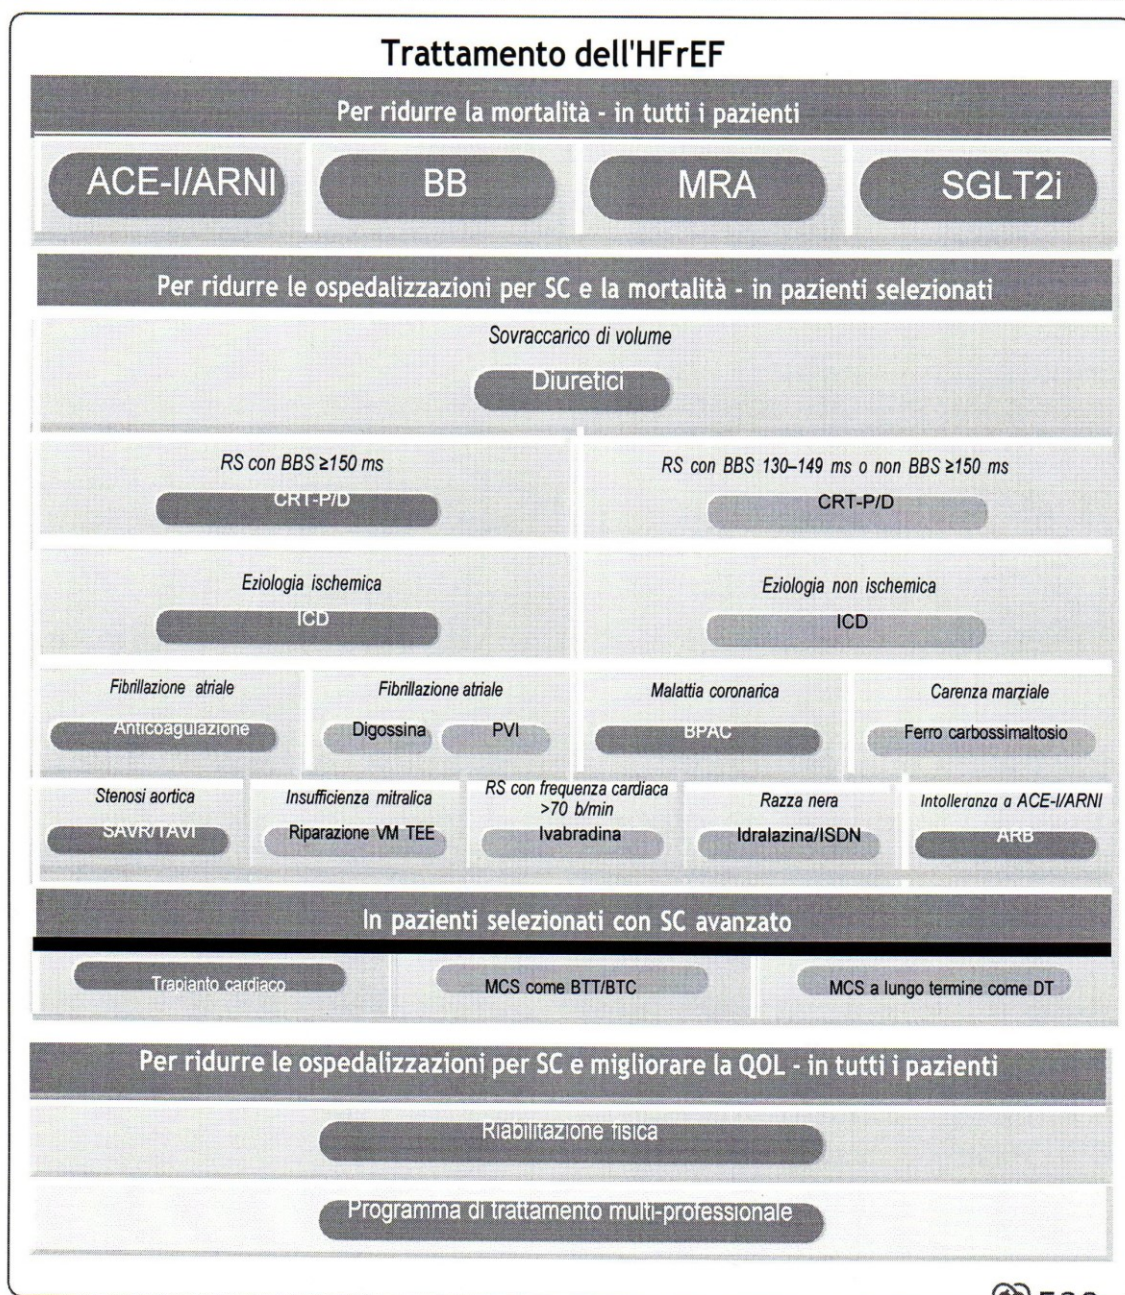 Trattamento dell'HFrEF
Per ridurre la mortalità - in tutti i pazienti
ACE-I/ARNI BB MRA SGLT2i
Per ridurre le ospedalizzazioni per SC e la mortalità - in pazienti selezionati
Sovraccarico di volume
Diuretici
RS con BBS ≥150 ms RS con BBS 130–149 ms o non BBS ≥150 ms
CRT-P/D CRT-P/D
Eziologia ischemica Eziologia non ischemica
ICD ICD
Fibrillazione atriale Fibrillazione atriale Malattia coronarica Carenza marziale
Anticoagulazione Digossina PVI BPAC Ferro carbossimaltosio
Stenosi aortica Insufficienza mitralica RS con frequenza cardiaca >70 b/min Razza nera Intolleranza a ACE-I/ARNI
SAVR/TAVI Riparazione VM TEE Ivabradina Idralazina/ISDN ARB
In pazienti selezionati con SC avanzato
Trapianto cardiaco MCS come BTT/BTC MCS a lungo termine come DT
Per ridurre le ospedalizzazioni per SC e migliorare la QOL - in tutti i pazienti
Riabilitazione fisica
Programma di trattamento multi-professionale